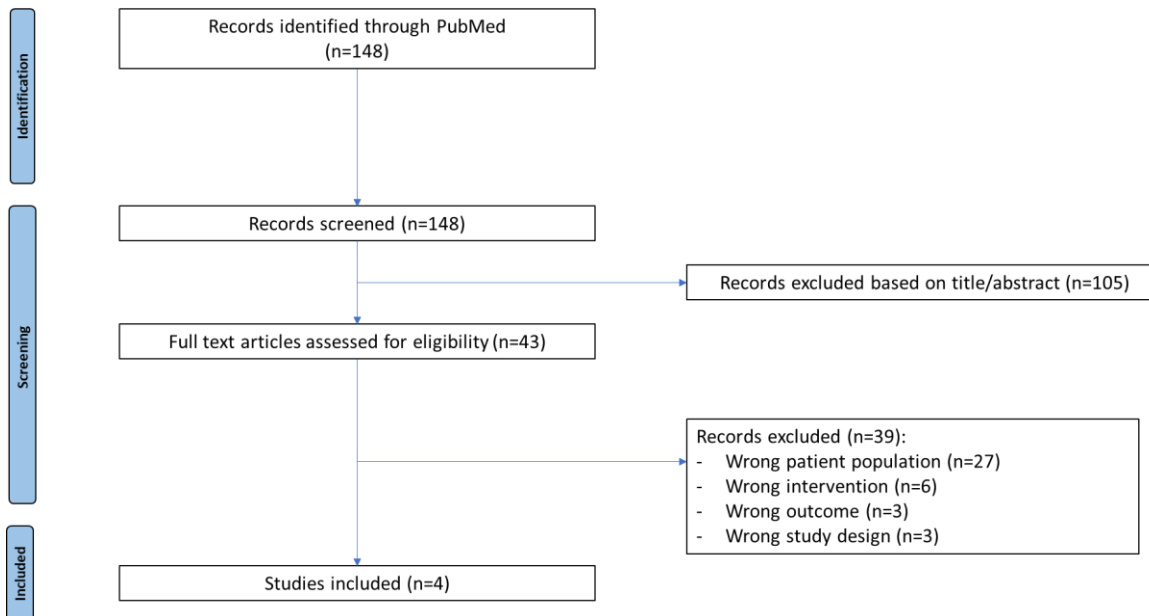 Identification
Records identified through PubMed
(n=148)
Screening
Records screened (n=148)
Records excluded based on title/abstract (n=105)
Full text articles assessed for eligibility (n=43)
Records excluded (n=39):
- Wrong patient population (n=27)
- Wrong intervention (n=6)
- Wrong outcome (n=3)
- Wrong study design (n=3)
Included
Studies included (n=4)